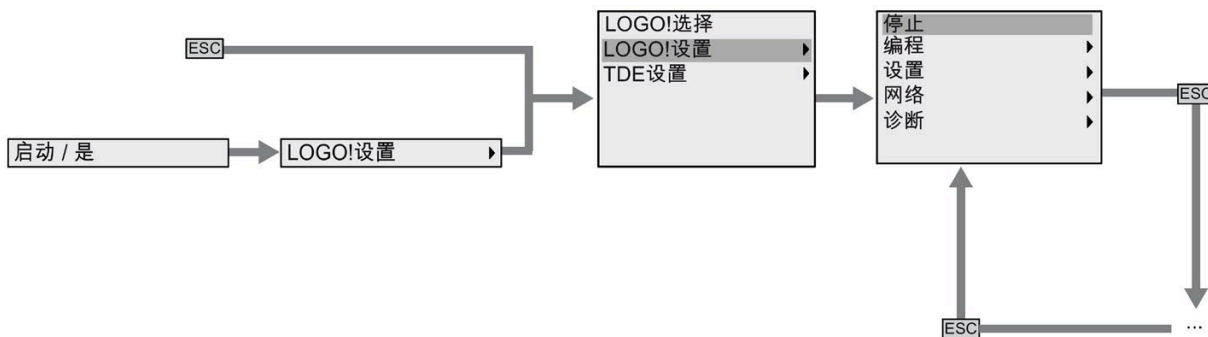 ESC
启动 / 是
LOGO!设置
LOGO!选择
LOGO!设置
TDE设置
停止
编程
设置
网络
诊断
ESC
ESC
...